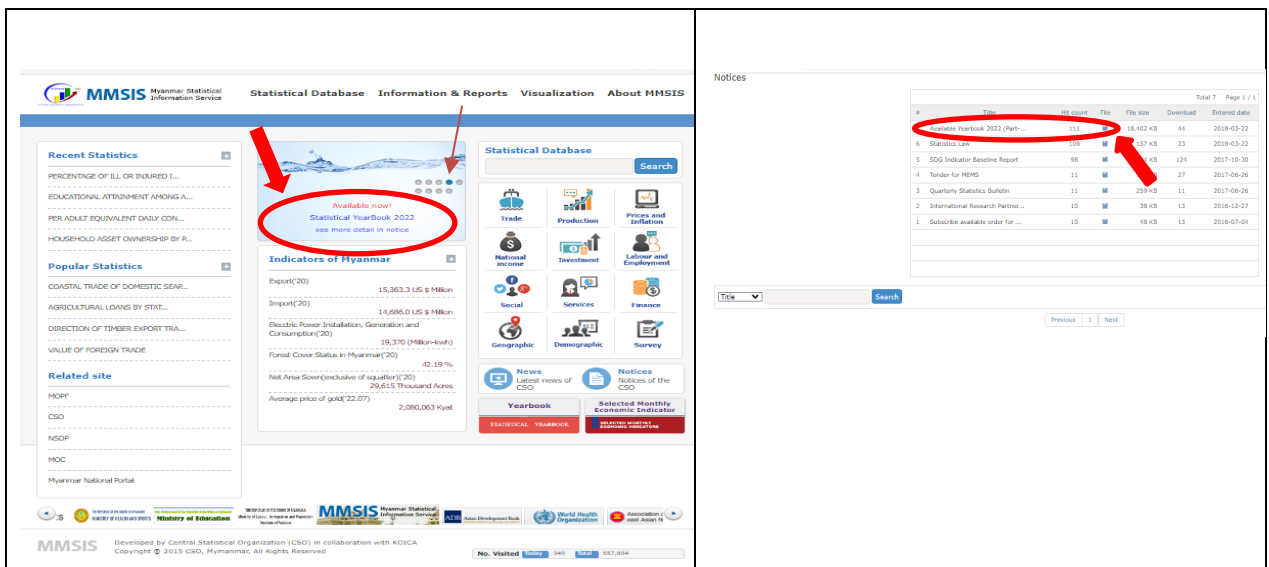 MMSIS Myanmar Statistical Information Service
Statistical Database Information & Reports Visualization About MMSIS
Recent Statistics
PERCENTAGE OF ILL OR INJURED I...
EDUCATIONAL ATTAINMENT AMONG A...
PER ADULT EQUIVALENT DAILY CON...
HOUSEHOLD ASSET OWNERSHIP BY P...
Popular Statistics
COASTAL TRADE OF DOMESTIC SEAP...
AGRICULTURAL LOANS BY STAT...
DIRECTION OF TIMBER EXPORT TRA...
VALUE OF FOREIGN TRADE
Related site
MOPF
CSO
NSDP
MOC
Myanmar National Portal
Available now!
Statistical YearBook 2022
see more detail in notice
Indicators of Myanmar
Export('20)
15,363.3 US $ Million
Import('20)
14,686.0 US $ Million
Elecctric Power Installation, Generation and
Consumption('20)
19,370 (Million-kwh)
Forest Cover Status in Myanmar('20)
42.19 %
Net Area Sown(exclusive of squatter)('20)
29,615 Thousand Acres
Average price of gold('22.07)
2,080,063 Kyat
Statistical Database
Search
Trade Production Prices and Inflation
National income Investment Labour and Employment
Social Services Finance
Geographic Demographic Survey
News
Latest news of CSO
Notices
Notices of the CSO
Yearbook
STATISTICAL YEARBOOK
Selected Monthly Economic Indicator
SELECTED MONTHLY ECONOMIC INDICATORS
Ministry of Education
MMSIS Myanmar Statistical Information Service
ADB Asian Development Bank
World Health Organization
Association
MMSIS
Developed by Central Statistical Organization (CSO) in collaboration with KOICA
Copyright © 2015 CSO, Mymanmar, All Rights Reserved
No. Visited Today 349 Total 557,894
Notices
Total 7 Page 1 / 1
# Title Hit count File File size Download Entered date
Available Yearbook 2022 (Part-... 111 18,402 KB 44 2018-03-22
6 Statistics Law 109 157 KB 23 2018-03-22
5 SDG Indicator Baseline Report 98 KB 124 2017-10-30
4 Tender for MEMS 11 27 2017-06-26
3 Quarterly Statistics Bulletin 11 259 KB 11 2017-06-26
2 International Research Partner... 10 38 KB 13 2016-12-27
1 Subscribe available order for ... 10 48 KB 13 2016-07-04
Title Search
Previous 1 Next